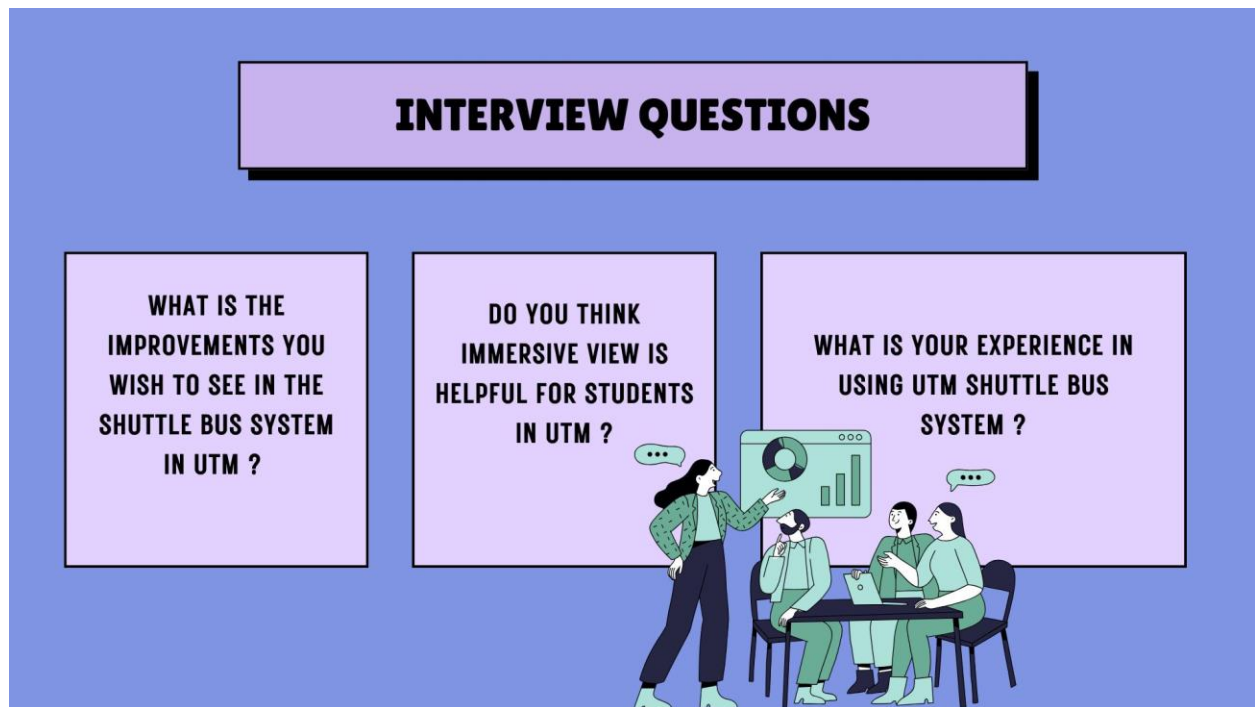 INTERVIEW QUESTIONS
WHAT IS THE
IMPROVEMENTS YOU
WISH TO SEE IN THE
SHUTTLE BUS SYSTEM
IN UTM ?
DO YOU THINK
IMMERSIVE VIEW IS
HELPFUL FOR STUDENTS
IN UTM ?
WHAT IS YOUR EXPERIENCE IN
USING UTM SHUTTLE BUS
SYSTEM ?